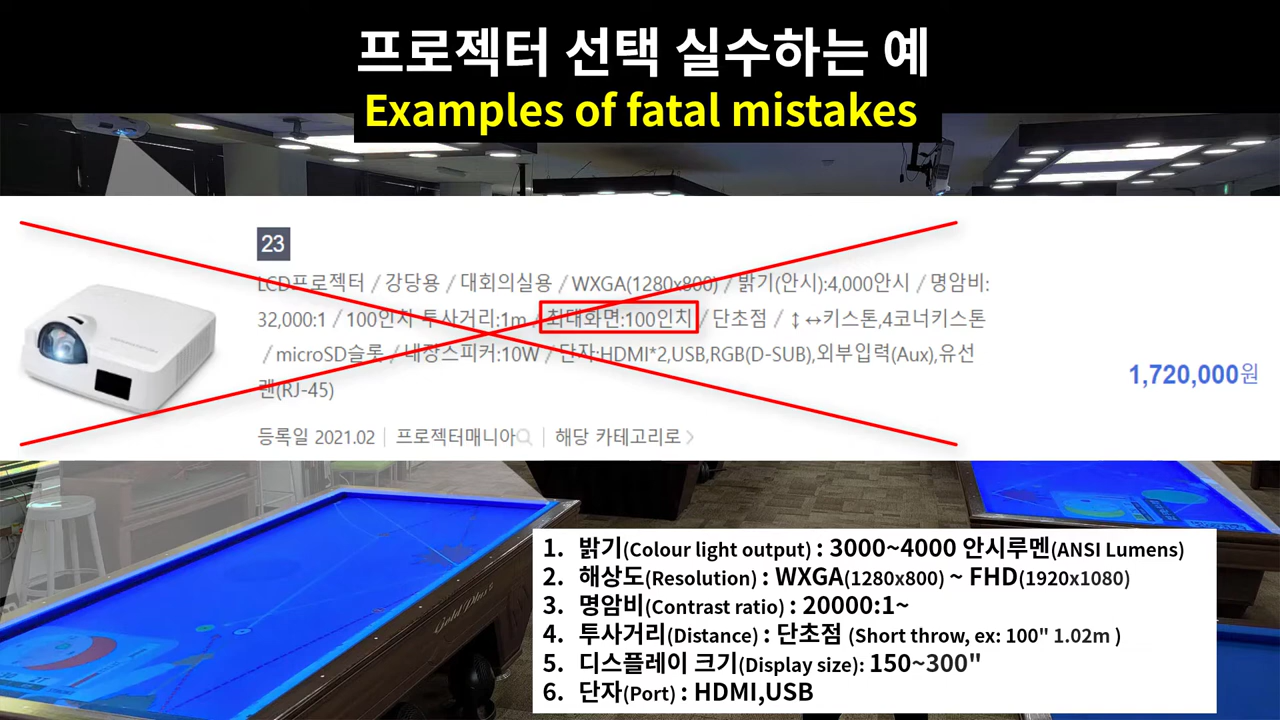 프로젝터 선택 실수하는 예
Examples of fatal mistakes
23
LCD프로젝터 / 강당용 / 대회의실용 / WXGA(1280x800) / 밝기(안시):4,000안시 / 명암비:
32,000:1 / 100인치 투사거리:1m / 최대화면:100인치 / 단초점 / ↕↔키스톤,4코너키스톤
/ microSD슬롯 / 내장스피커:10W / 단자:HDMI*2,USB,RGB(D-SUB),외부입력(Aux),유선
랜(RJ-45)
1,720,000원
등록일 2021.02 | 프로젝터매니아 | 해당 카테고리로 >
Gold Plus
1. 밝기(Colour light output) : 3000~4000 안시루멘(ANSI Lumens)
2. 해상도(Resolution) : WXGA(1280x800) ~ FHD(1920x1080)
3. 명암비(Contrast ratio) : 20000:1~
4. 투사거리(Distance) : 단초점 (Short throw, ex: 100" 1.02m )
5. 디스플레이 크기(Display size): 150~300"
6. 단자(Port) : HDMI,USB